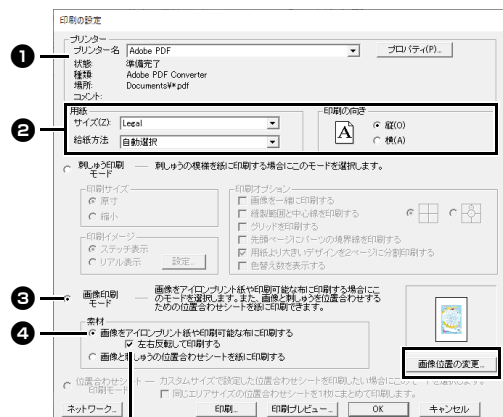 印刷の設定
プリンター
❶ プリンター名 Adobe PDF プロパティ(P)...
状態: 準備完了
種類: Adobe PDF Converter
場所: Documents¥*.pdf
コメント:
❷ 用紙
サイズ(Z): Legal
給紙方法 自動選択
印刷の向き
A 縦(O)
横(A)
刺しゅう印刷モード ― 刺しゅうの模様を紙に印刷する場合にこのモードを選択します。
印刷サイズ
原寸
縮小
印刷イメージ
ステッチ表示
リアル表示 設定...
印刷オプション
画像を一緒に印刷する
縫製範囲と中心線を印刷する
グリッドを印刷する
先頭ページにパーツの境界線を印刷する
用紙より大きいデザインを2ページに分割印刷する
色替え数を表示する
❸ 画像印刷モード ― 画像をアイロンプリント紙や印刷可能な布に印刷する場合にこ
のモードを選択します。また、画像と刺しゅうを位置合わせする
ための位置合わせシートを紙に印刷できます。
素材
❹ 画像をアイロンプリント紙や印刷可能な布に印刷する
左右反転して印刷する
画像と刺しゅうの位置合わせシートを紙に印刷する
画像位置の変更...
位置合わせシート ― カスタムサイズで設定した位置合わせシートを印刷したい場合に
同じエリアサイズの位置合わせシートを1枚にまとめて印刷します。
ネットワーク... 印刷... 印刷プレビュー... OK キャンセル